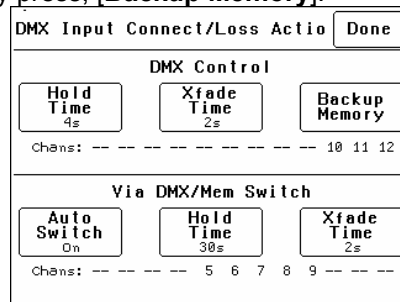 press, [Backup Memory].
DMX Input Connect/Loss Actio Done
DMX Control
Hold Time 4s Xfade Time 2s Backup Memory
Chans: -- -- -- -- -- -- -- -- -- 10 11 12
Via DMX/Mem Switch
Auto Switch On Hold Time 30s Xfade Time 2s
Chans: -- -- -- -- 5 6 7 8 9 -- -- --